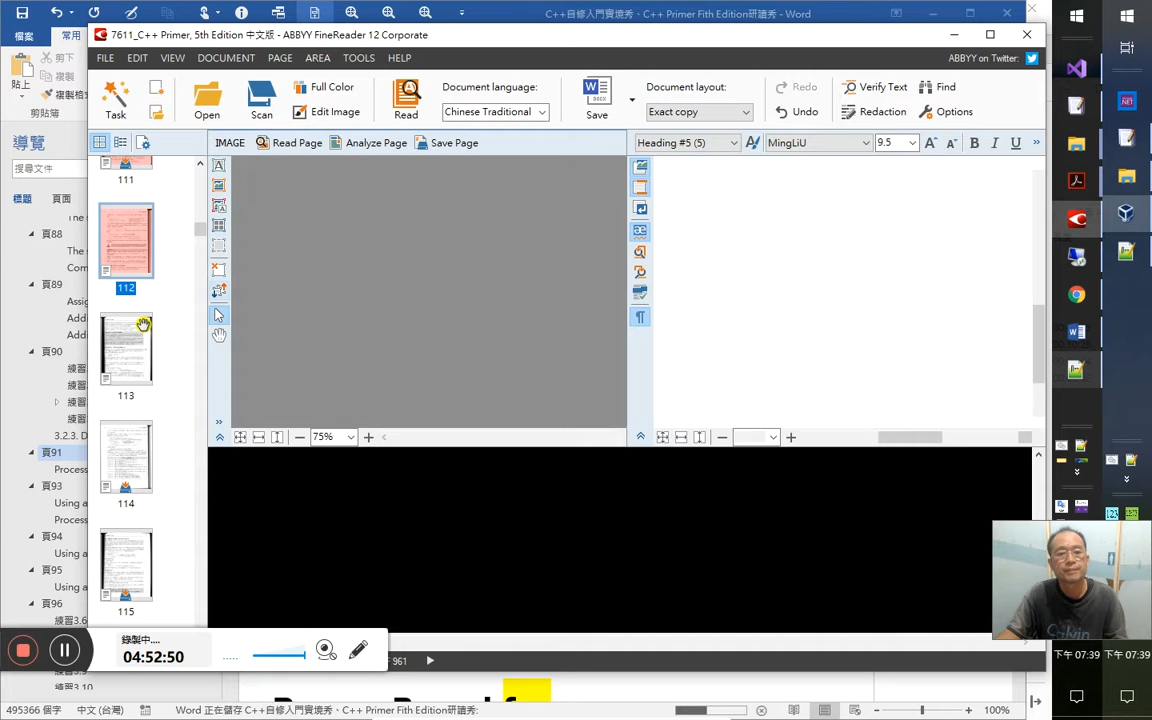 C++自修入門實境秀、C++ Primer Fifth Edition研讀秀: - Word
檔案
常用
剪下
貼上
複製
複製格式
剪貼簿
導覽
搜尋文件
標題
頁面
頁88
The s
Com
頁89
Assig
Addi
Addi
頁90
練習
練習
練習
練習
3.2.3. D
頁91
Process
頁93
Using a
Process
頁94
Using a
頁95
Using a
頁96
練習3.6
練習3.10
7611_C++ Primer, 5th Edition 中文版 - ABBYY FineReader 12 Corporate
FILE EDIT VIEW DOCUMENT PAGE AREA TOOLS HELP
ABBYY on Twitter:
Task
Open
Scan
Full Color
Edit Image
Read
Document language:
Chinese Traditional
Save
Document layout:
Exact copy
Redo
Undo
Verify Text
Find
Redaction
Options
IMAGE Read Page Analyze Page Save Page
Heading #5 (5) MingLiU 9.5 B I U »
111
112
113
114
115
75%
錄製中....
04:52:50
961
下午 07:39 下午 07:39
495366 個字 中文 (台灣) Word 正在儲存 C++自修入門實境秀、C++ Primer Fifth Edition研讀秀: 100%